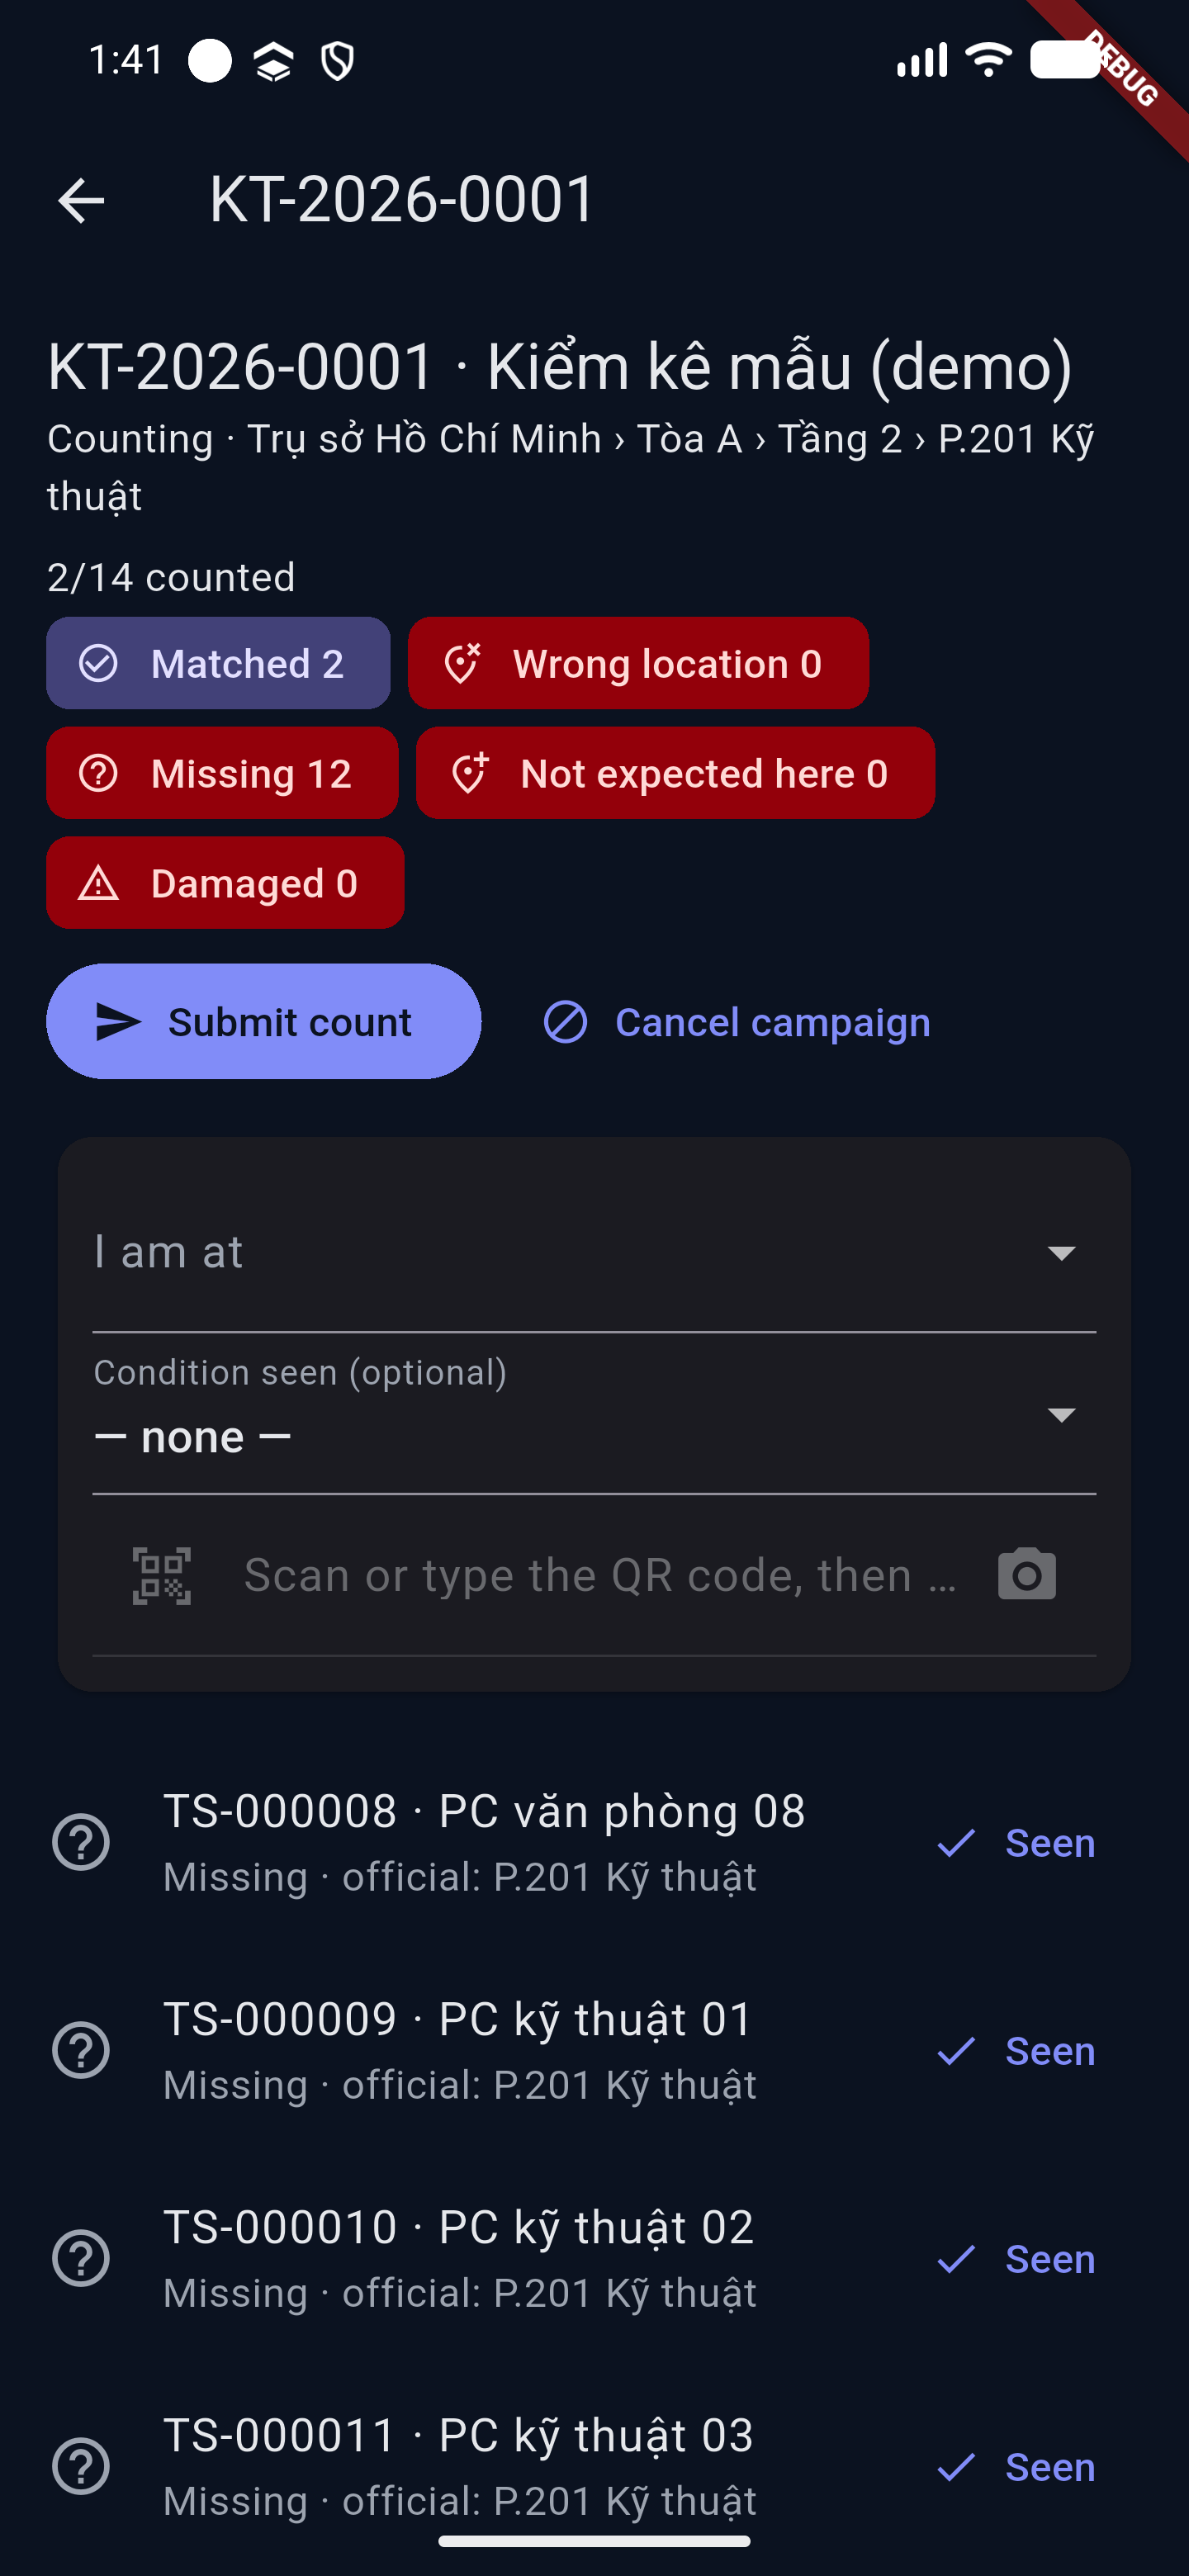 1:41
DEBUG
KT-2026-0001
KT-2026-0001 · Kiểm kê mẫu (demo)
Counting · Trụ sở Hồ Chí Minh › Tòa A › Tầng 2 › P.201 Kỹ
thuật
2/14 counted
Matched 2
Wrong location 0
Missing 12
Not expected here 0
Damaged 0
Submit count
Cancel campaign
I am at
Condition seen (optional)
— none —
Scan or type the QR code, then …
TS-000008 · PC văn phòng 08
Missing · official: P.201 Kỹ thuật
Seen
TS-000009 · PC kỹ thuật 01
Missing · official: P.201 Kỹ thuật
Seen
TS-000010 · PC kỹ thuật 02
Missing · official: P.201 Kỹ thuật
Seen
TS-000011 · PC kỹ thuật 03
Missing · official: P.201 Kỹ thuật
Seen